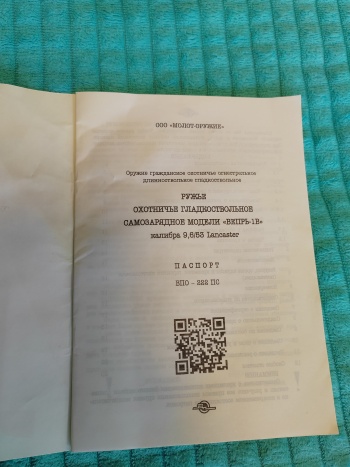 ООО «МОЛОТ-ОРУЖИЕ»
Оружие гражданское охотничье огнестрельное
длинноствольное гладкоствольное
РУЖЬЕ
ОХОТНИЧЬЕ ГЛАДКОСТВОЛЬНОЕ
САМОЗАРЯДНОЕ МОДЕЛИ «ВЕПРЬ-1В»
калибра 9,6/53 Lancaster
ПАСПОРТ
ВПО - 222 ПС